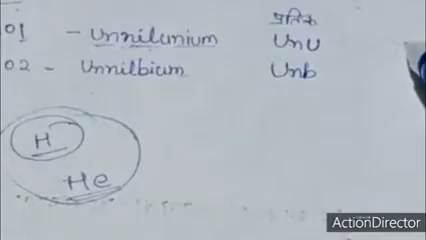 प्रतिक
01 - Unnilunium Unu
02 - Unnilbium Unb
H
He
ActionDirector